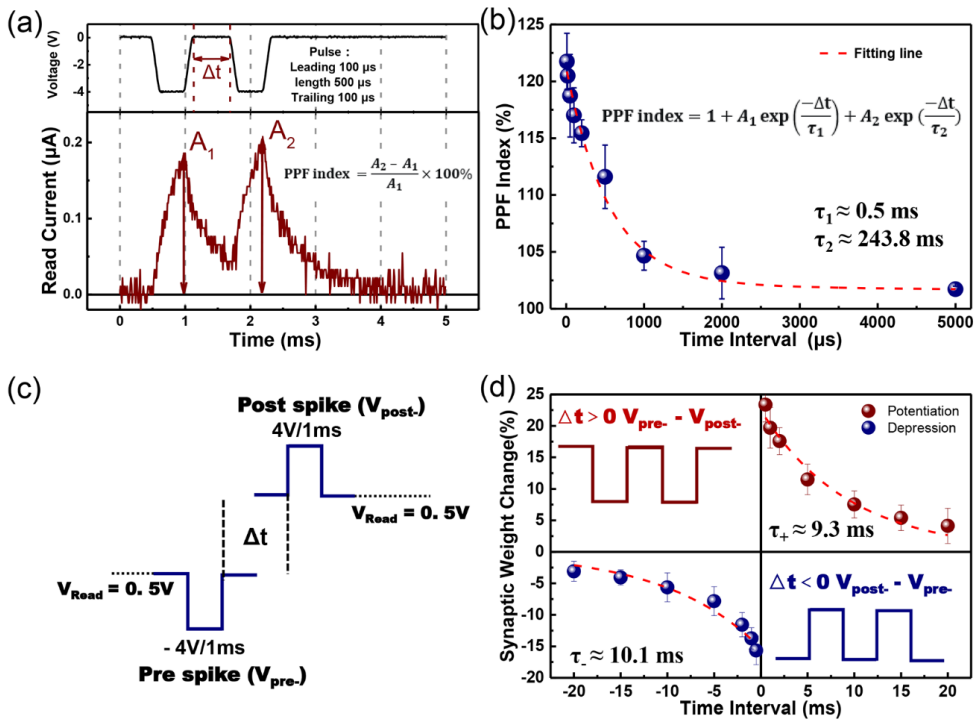 (a)
Voltage (V)
0
-2
-4
Δt
Pulse :
Leading 100 μs
length 500 μs
Trailing 100 μs
Read Current (μA)
0.2
0.1
0.0
A₁
A₂
PPF index = (A₂ − A₁)/A₁ × 100%
0 1 2 3 4 5
Time (ms)
(b)
PPF Index (%)
125
120
115
110
105
100
Fitting line
PPF index = 1 + A₁ exp(−Δt/τ₁) + A₂ exp(−Δt/τ₂)
τ₁ ≈ 0.5 ms
τ₂ ≈ 243.8 ms
0 1000 2000 3000 4000 5000
Time Interval (μs)
(c)
Post spike (Vpost-)
4V/1ms
VRead = 0. 5V
Δt
VRead = 0. 5V
- 4V/1ms
Pre spike (Vpre-)
(d)
Synaptic Weight Change(%)
25
20
15
10
5
0
-5
-10
-15
-20
-25
Δt > 0 Vpre- - Vpost-
Potentiation
Depression
τ+ ≈ 9.3 ms
Δt < 0 Vpost- - Vpre-
τ- ≈ 10.1 ms
-20 -15 -10 -5 0 5 10 15 20
Time Interval (ms)